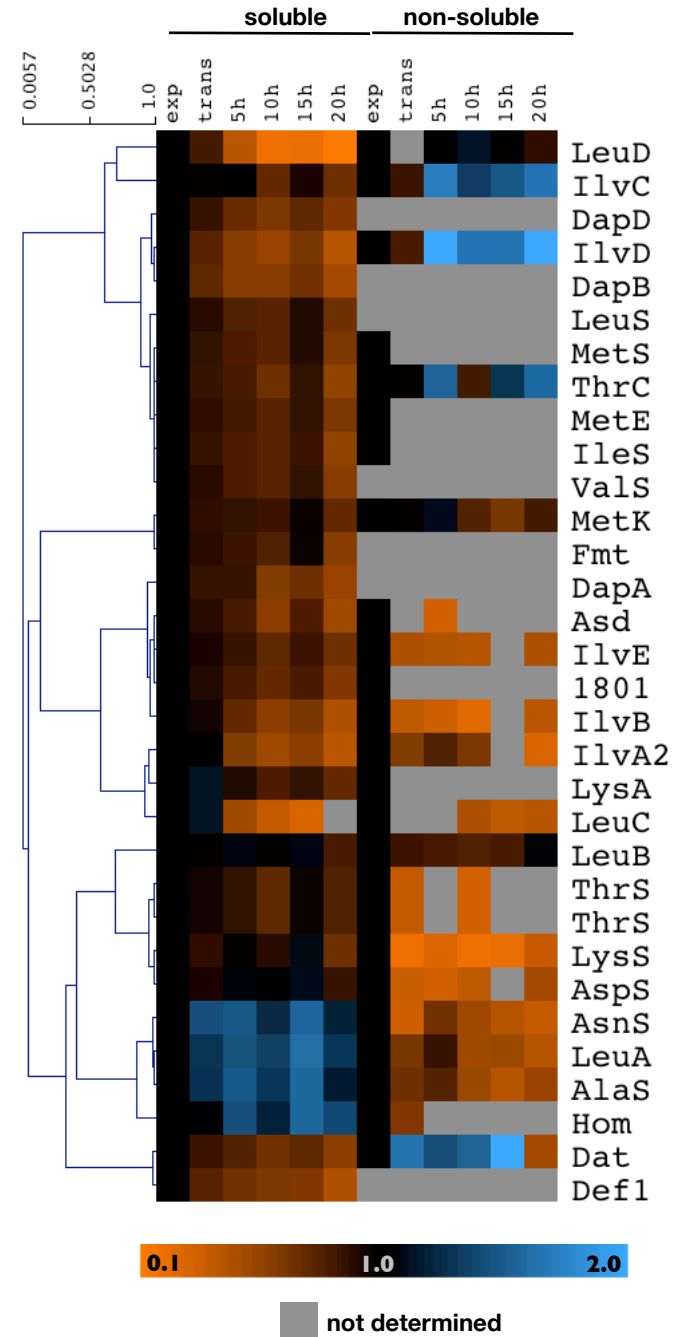 soluble non-soluble
0.0057 0.5028 1.0 exp trans 5h 10h 15h 20h exp trans 5h 10h 15h 20h
LeuD
IlvC
DapD
IlvD
DapB
LeuS
MetS
ThrC
MetE
IleS
ValS
MetK
Fmt
DapA
Asd
IlvE
1801
IlvB
IlvA2
LysA
LeuC
LeuB
ThrS
ThrS
LysS
AspS
AsnS
LeuA
AlaS
Hom
Dat
Def1
0.1 1.0 2.0
not determined